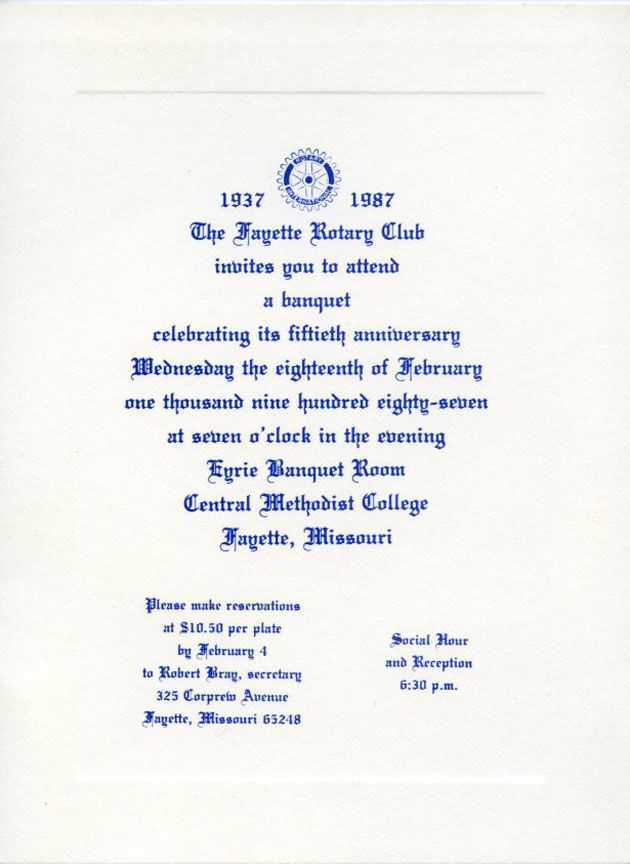 ROTARY
INTERNATIONAL
1937 1987
The Fayette Rotary Club
invites you to attend
a banquet
celebrating its fiftieth anniversary
Wednesday the eighteenth of February
one thousand nine hundred eighty-seven
at seven o'clock in the evening
Eyrie Banquet Room
Central Methodist College
Fayette, Missouri
Please make reservations
at $10.50 per plate
by February 4
to Robert Bray, secretary
325 Corprew Avenue
Fayette, Missouri 65248
Social Hour
and Reception
6:30 p.m.